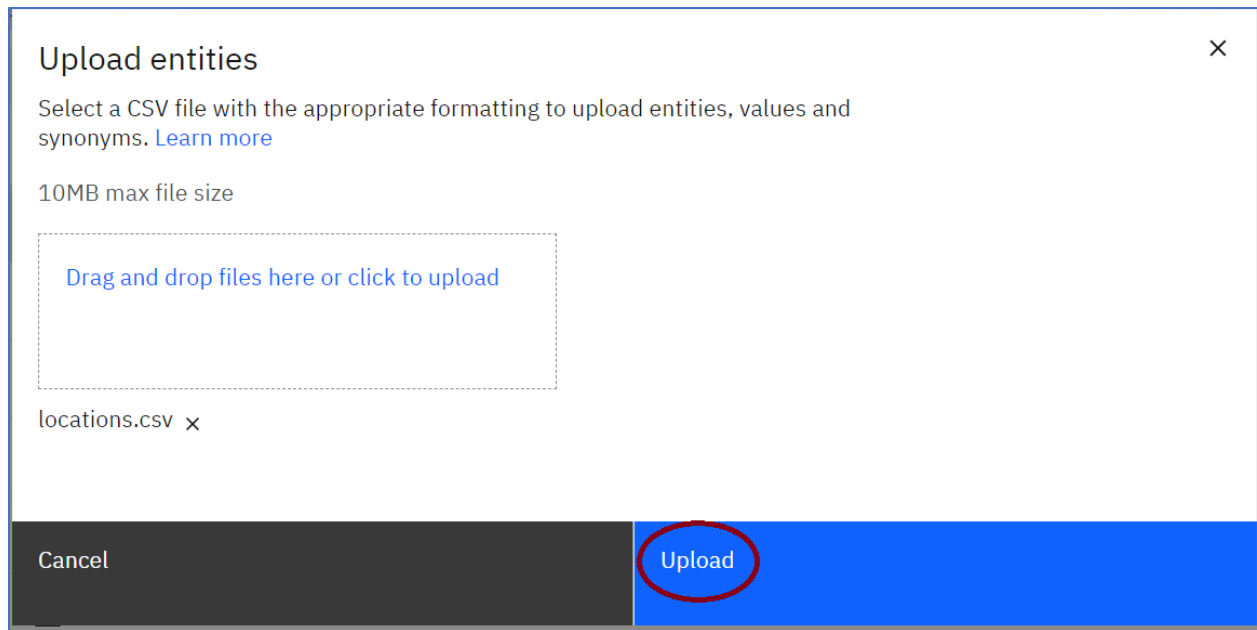 Upload entities
Select a CSV file with the appropriate formatting to upload entities, values and
synonyms. Learn more
10MB max file size
Drag and drop files here or click to upload
locations.csv ×
Cancel
Upload